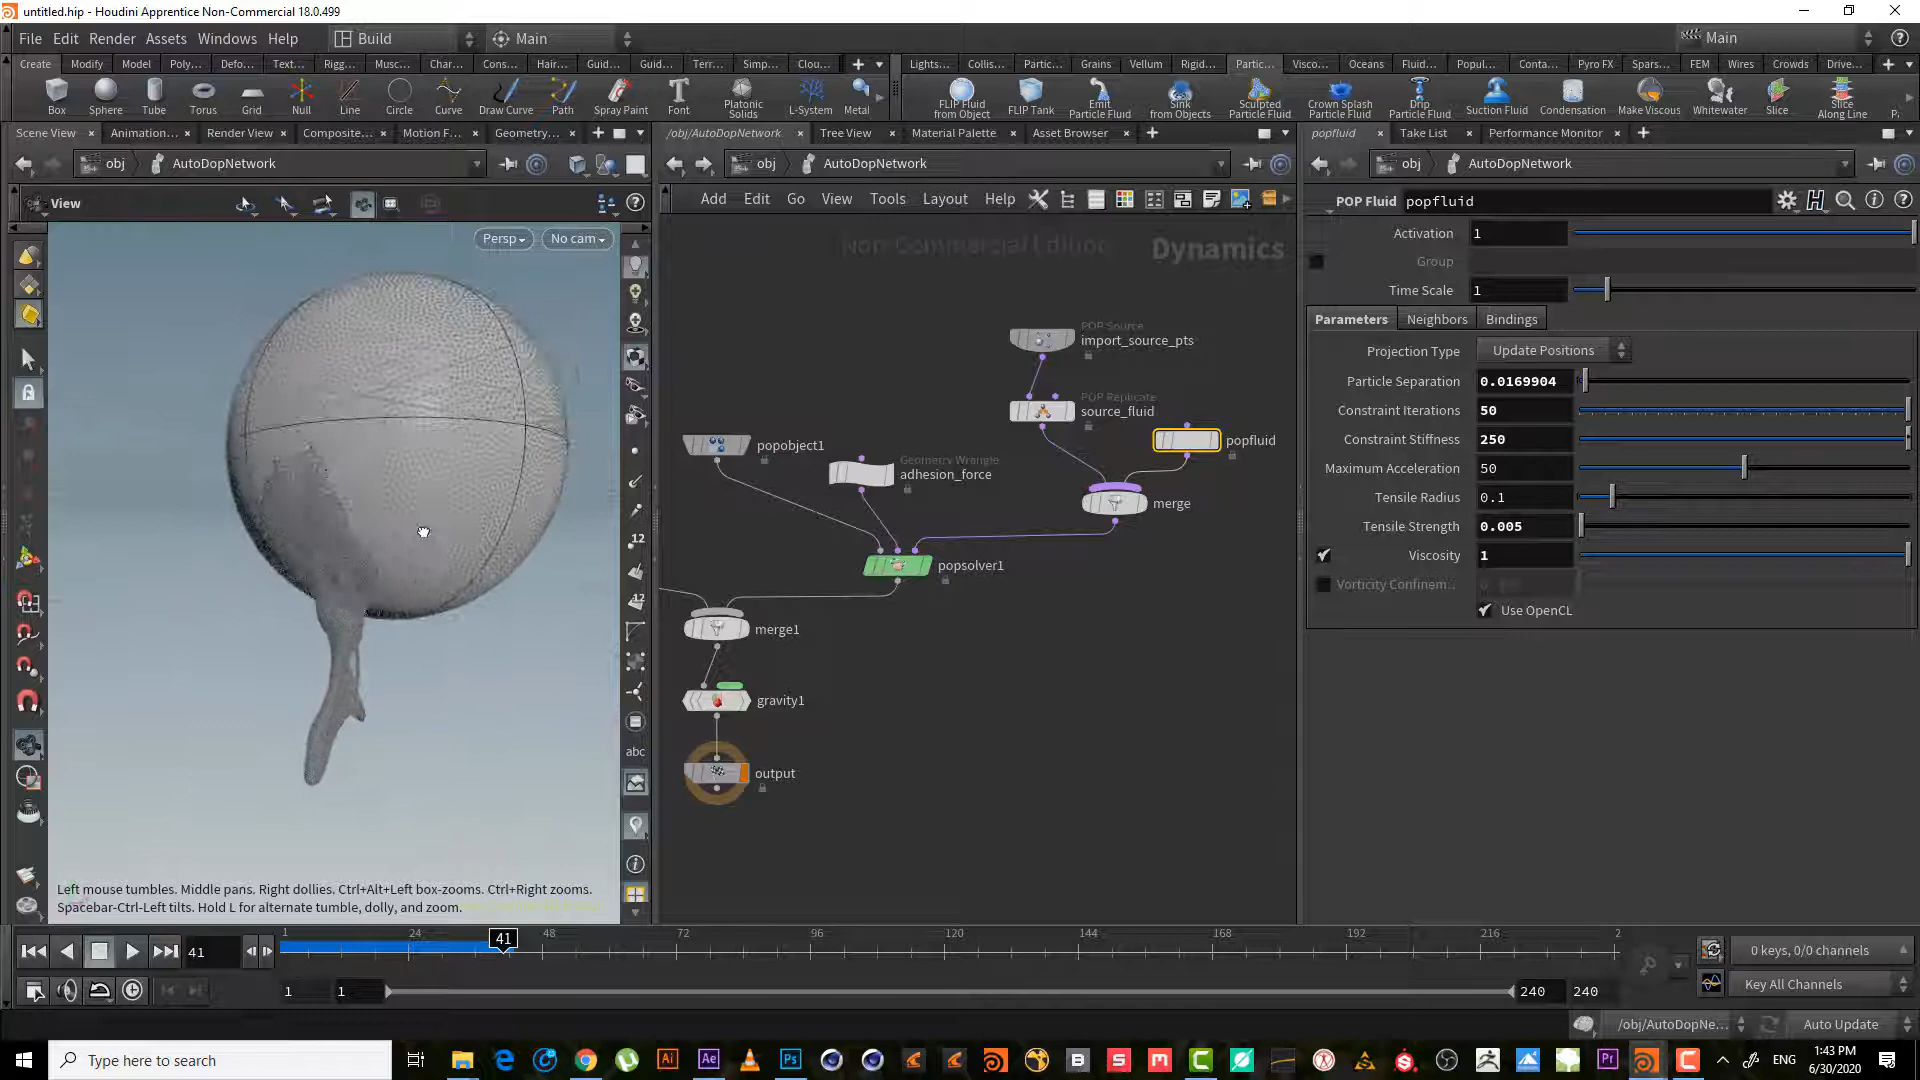 untitled.hip - Houdini Apprentice Non-Commercial 18.0.499
File Edit Render Assets Windows Help Build Main Main
Create Modify Model Poly... Defo... Text... Rigg... Musc... Char... Cons... Hair... Guid... Guid... Terr... Simp... Clou... Lights... Collis... Partic... Grains Vellum Rigid... Partic... Visco... Oceans Fluid... Popul... Conta... Pyro FX Spars... FEM Wires Crowds Drive...
Box Sphere Tube Torus Grid Null Line Circle Curve Draw Curve Path Spray Paint Font Platonic Solids L-System Metal FLIP Fluid from Object FLIP Tank Emit Particle Fluid Sink from Objects Sculpted Particle Fluid Crown Splash Particle Fluid Drip Particle Fluid Suction Fluid Condensation Make Viscous Whitewater Slice Slice Along Line
Scene View Animation... Render View Composite... Motion F... Geometry... /obj/AutoDopNetwork Tree View Material Palette Asset Browser popfluid Take List Performance Monitor
obj AutoDopNetwork obj AutoDopNetwork obj AutoDopNetwork
View
Persp No cam
Add Edit Go View Tools Layout Help
Non-Commercial Edition
Dynamics
POP Source
import_source_pts
POP Replicate
source_fluid
popfluid
popobject1
Geometry Wrangle
adhesion_force
merge
popsolver1
merge1
gravity1
output
POP Fluid popfluid
Activation 1
Group
Time Scale 1
Parameters Neighbors Bindings
Projection Type Update Positions
Particle Separation 0.0169904
Constraint Iterations 50
Constraint Stiffness 250
Maximum Acceleration 50
Tensile Radius 0.1
Tensile Strength 0.005
Viscosity 1
Vorticity Confinem...
Use OpenCL
12
12
abc
Left mouse tumbles. Middle pans. Right dollies. Ctrl+Alt+Left box-zooms. Ctrl+Right zooms.
Spacebar-Ctrl-Left tilts. Hold L for alternate tumble, dolly, and zoom.
1 24 41 48 72 96 120 144 168 192 216 2
41
0 keys, 0/0 channels
1 1 240 240
Key All Channels
/obj/AutoDopNe... Auto Update
Type here to search
ENG
1:43 PM
6/30/2020